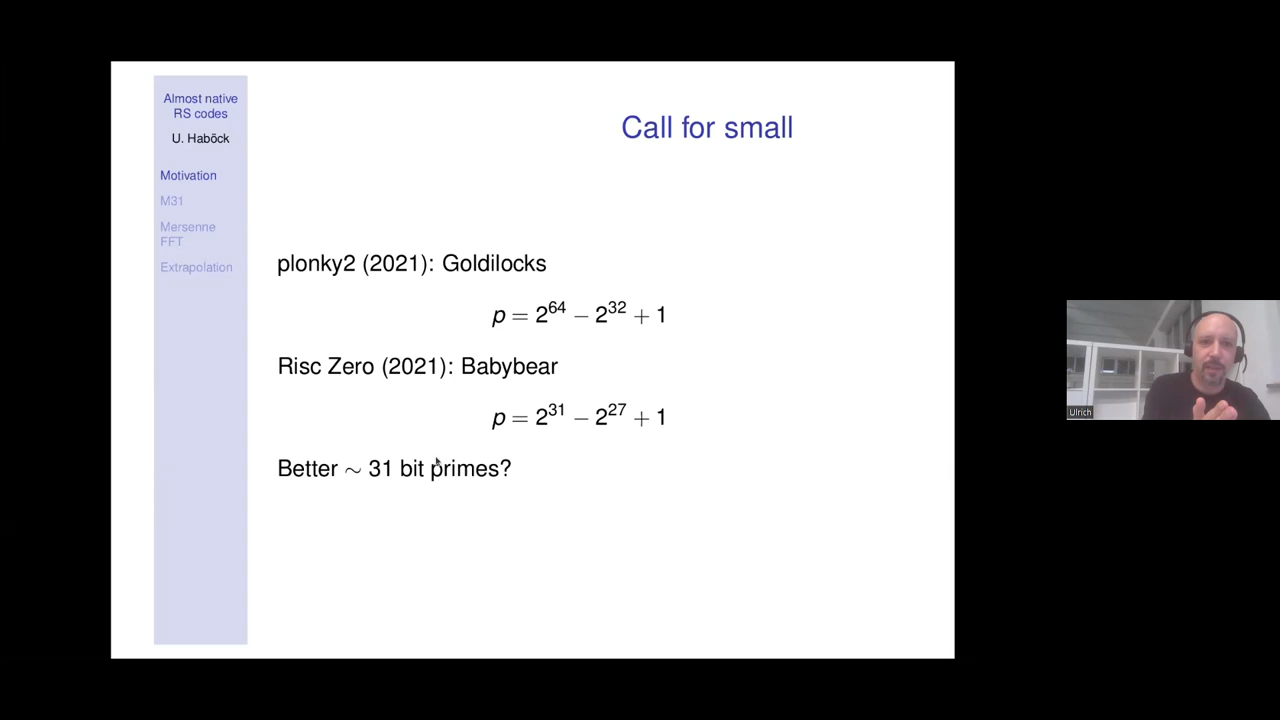 Almost native
RS codes
U. Haböck
Motivation
M31
Mersenne
FFT
Extrapolation
Call for small
plonky2 (2021): Goldilocks
p = 2^64 − 2^32 + 1
Risc Zero (2021): Babybear
p = 2^31 − 2^27 + 1
Better ∼ 31 bit primes?
Ulrich